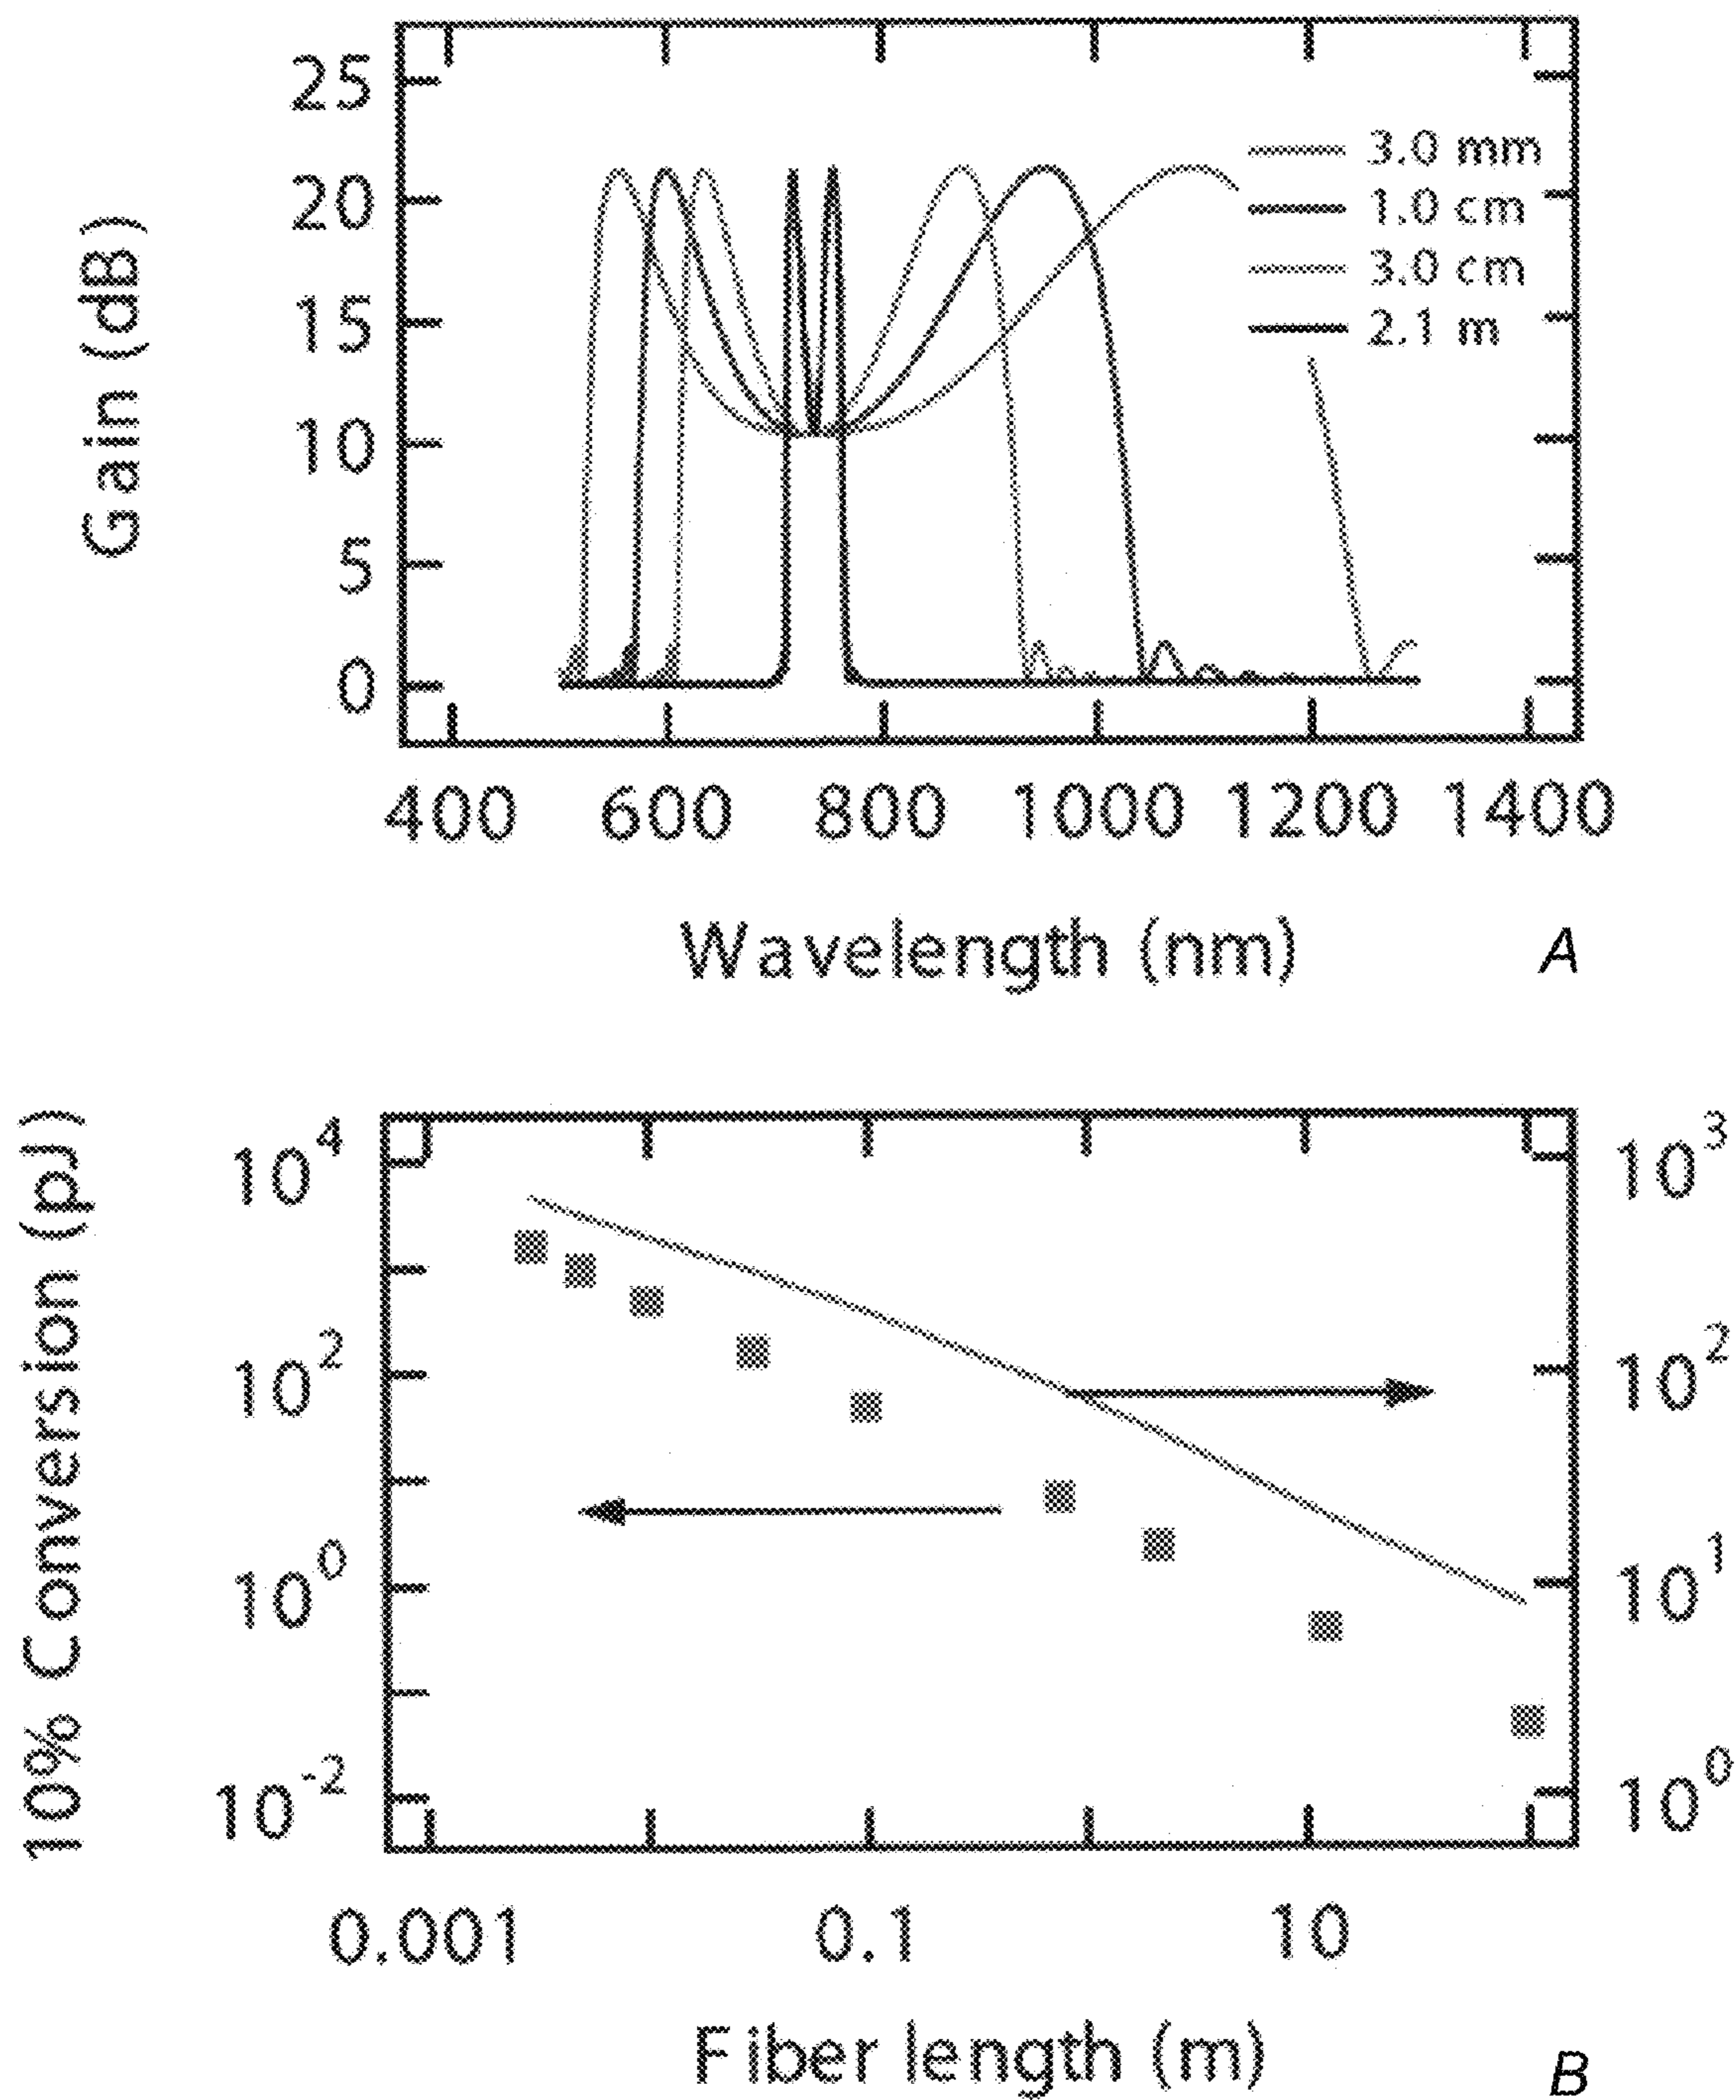 25
20
15
10
5
0
Gain (dB)
3.0 mm
1.0 cm
3.0 cm
2.1 m
400 600 800 1000 1200 1400
Wavelength (nm)
A
10% Conversion (pJ)
10^4
10^2
10^0
10^-2
10^3
10^2
10^1
10^0
0.001 0.1 10
Fiber length (m)
B